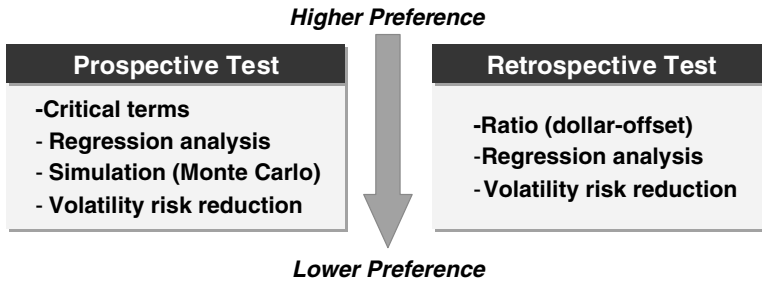 Higher Preference
Prospective Test
-Critical terms
- Regression analysis
- Simulation (Monte Carlo)
- Volatility risk reduction
Retrospective Test
-Ratio (dollar-offset)
-Regression analysis
-Volatility risk reduction
Lower Preference